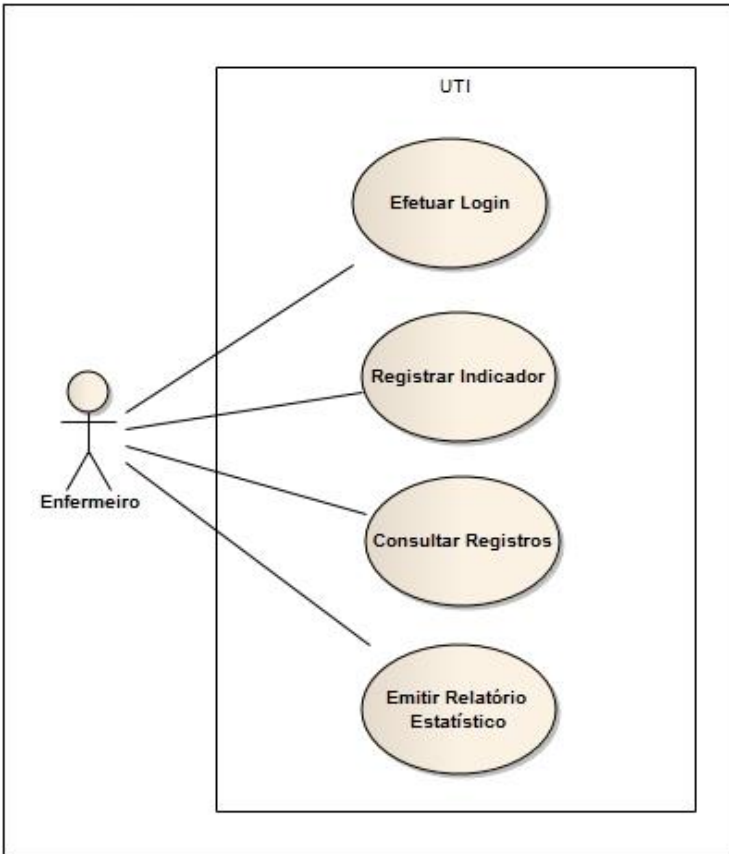 UTI
Efetuar Login
Registrar Indicador
Enfermeiro
Consultar Registros
Emitir Relatório
Estatístico